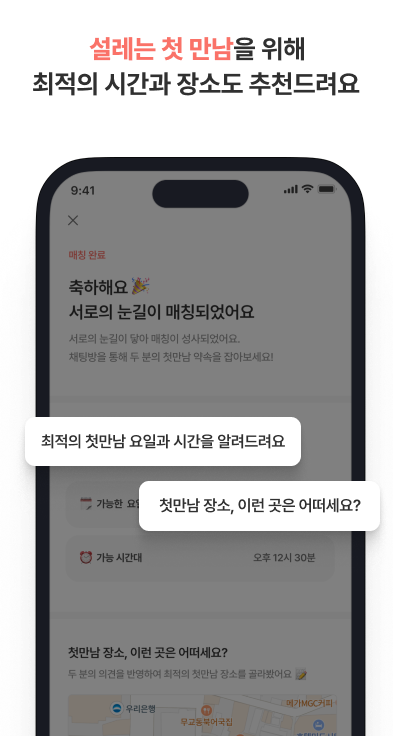 설레는 첫 만남을 위해
최적의 시간과 장소도 추천드려요
9:41
매칭 완료
축하해요
서로의 눈길이 매칭되었어요
서로의 눈길이 닿아 매칭이 성사되었어요.
채팅방을 통해 두 분의 첫만남 약속을 잡아보세요!
최적의 첫만남 요일과 시간을 알려드려요
가능한
첫만남 장소, 이런 곳은 어떠세요?
가능 시간대 오후 12시 30분
첫만남 장소, 이런 곳은 어떠세요?
두 분의 의견을 반영하여 최적의 첫만남 장소를 골라봤어요
메가MGC커피
우리은행
무교동북어국집